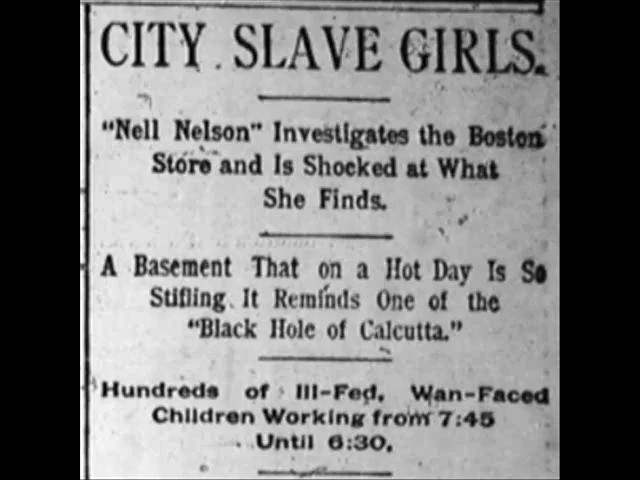 CITY SLAVE GIRLS.
"Nell Nelson" Investigates the Boston
Store and Is Shocked at What
She Finds.
A Basement That on a Hot Day Is So
Stifling It Reminds One of the
"Black Hole of Calcutta."
Hundreds of Ill-Fed, Wan-Faced
Children Working from 7:45
Until 6:30.